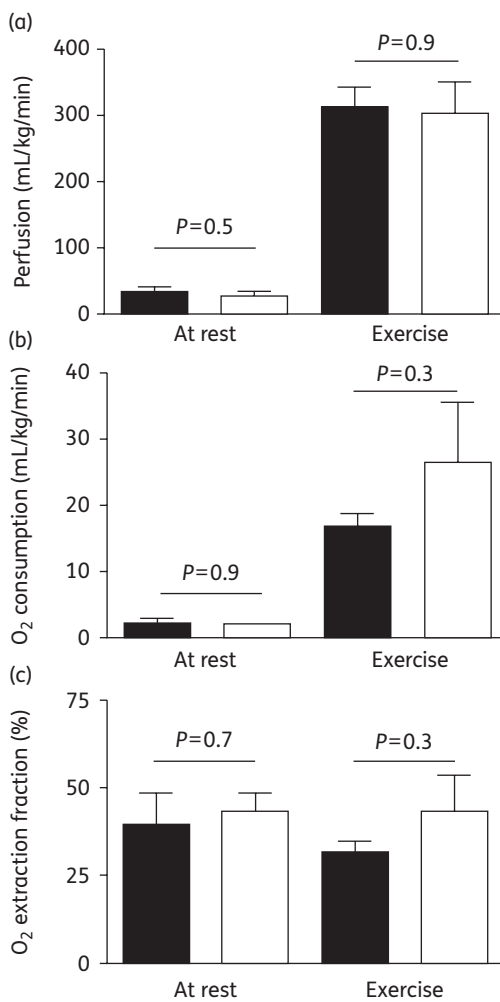 (a)
Perfusion (mL/kg/min)
400
300
200
100
0
P=0.5
P=0.9
At rest
Exercise
(b)
O2 consumption (mL/kg/min)
40
30
20
10
0
P=0.9
P=0.3
At rest
Exercise
(c)
O2 extraction fraction (%)
75
50
25
0
P=0.7
P=0.3
At rest
Exercise